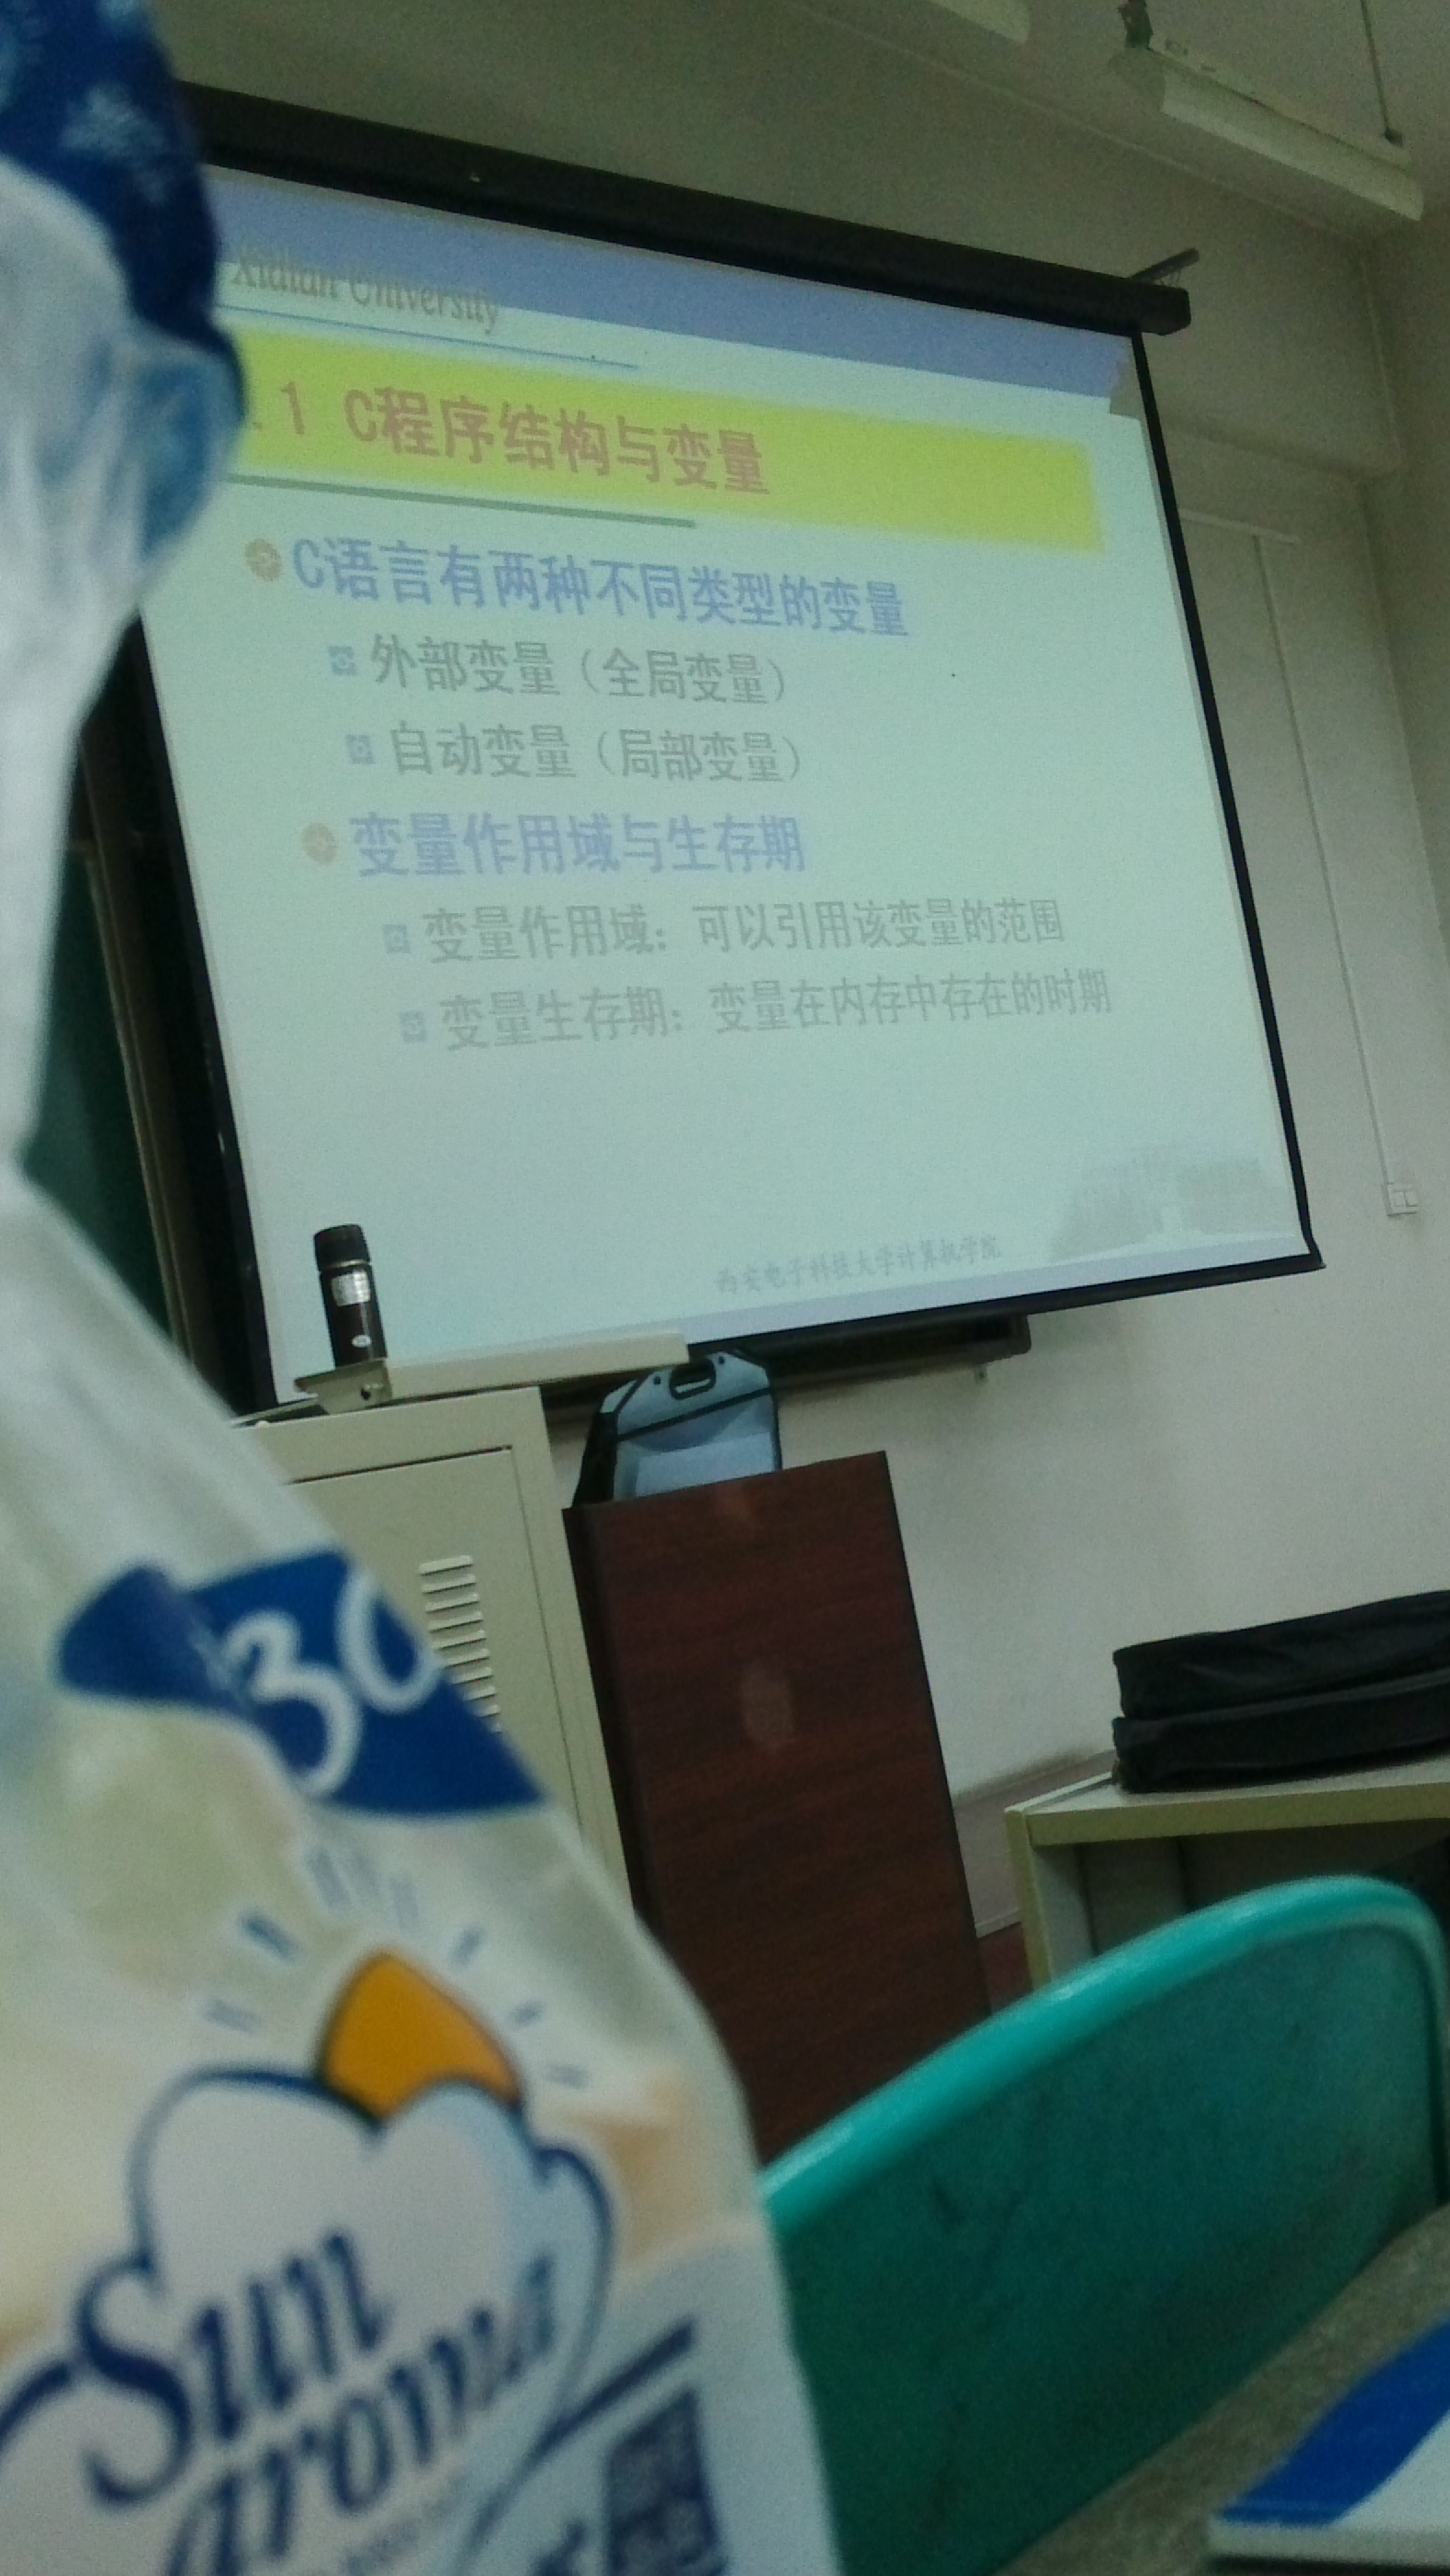 Xidian University
.1 C程序结构与变量
C语言有两种不同类型的变量
外部变量（全局变量）
自动变量（局部变量）
变量作用域与生存期
变量作用域：可以引用该变量的范围
变量生存期：变量在内存中存在的时期
西安电子科技大学计算机学院
30
Sun
aroma